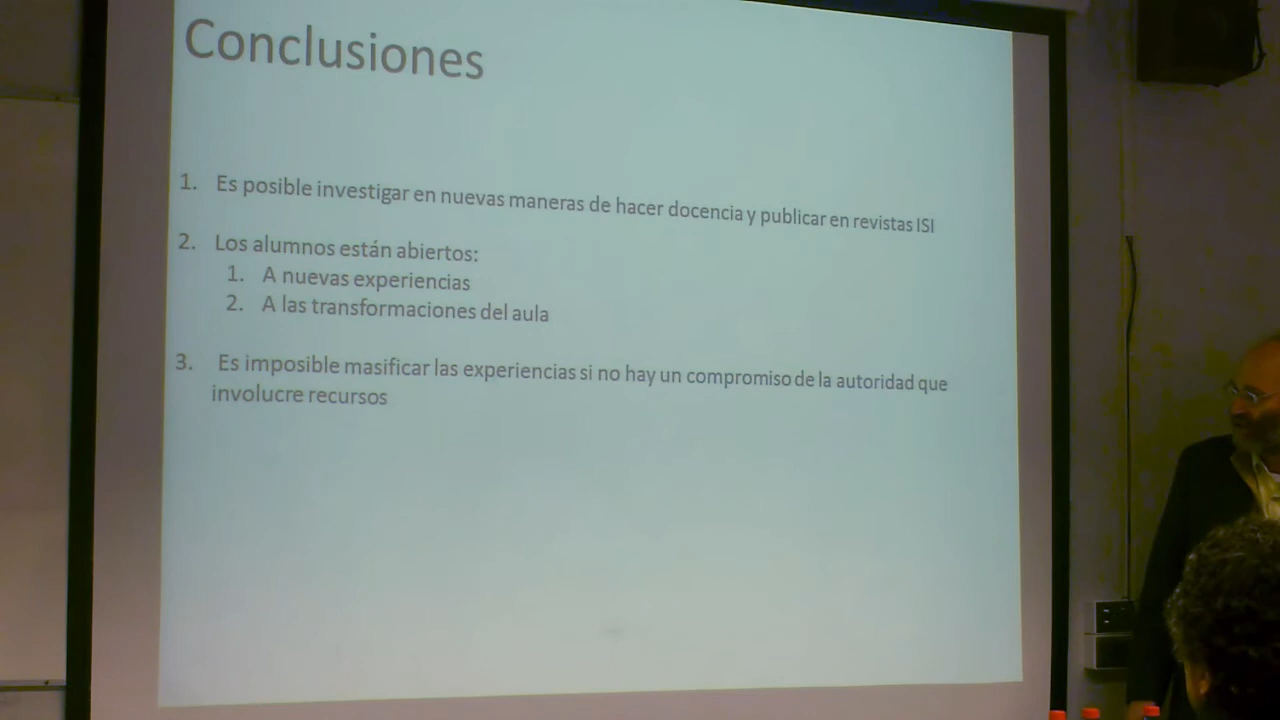 Conclusiones
1. Es posible investigar en nuevas maneras de hacer docencia y publicar en revistas ISI
2. Los alumnos están abiertos:
1. A nuevas experiencias
2. A las transformaciones del aula
3. Es imposible masificar las experiencias si no hay un compromiso de la autoridad que
involucre recursos